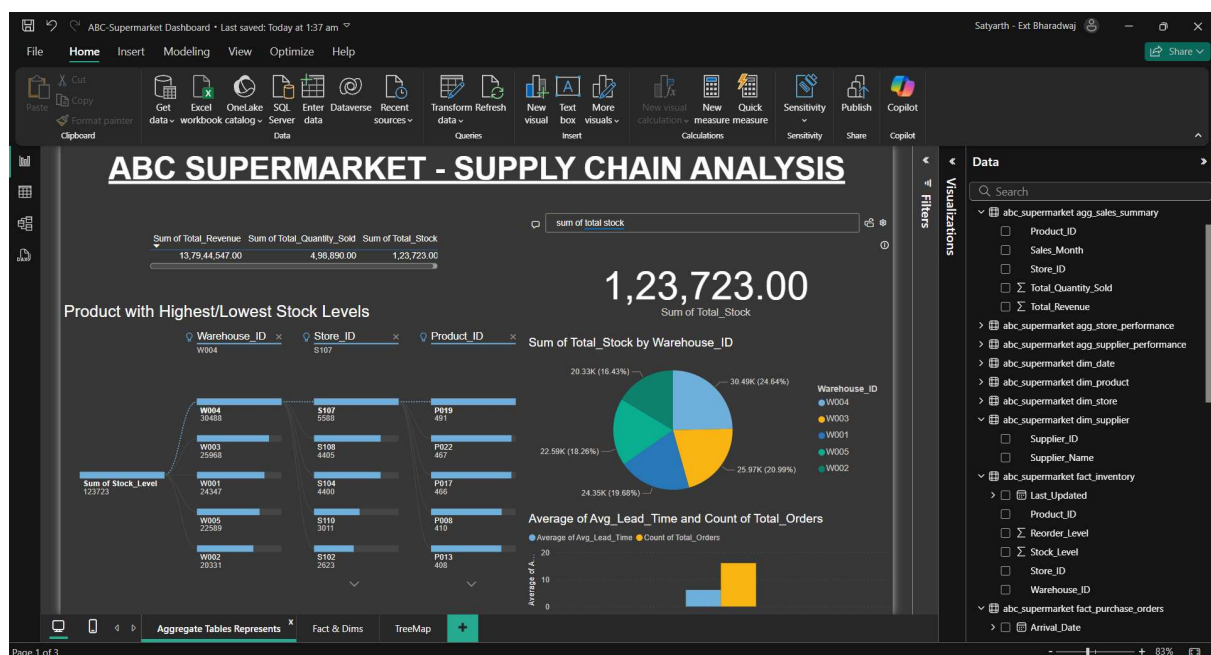 ABC-Supermarket Dashboard • Last saved: Today at 1:37 am
Satyarth - Ext Bharadwaj
File Home Insert Modeling View Optimize Help
Share
Paste
Cut
Copy
Format painter
Clipboard
Get data
Excel workbook
OneLake catalog
SQL Server
Enter data
Dataverse
Recent sources
Data
Transform data
Refresh
Queries
New visual
Text box
More visuals
Insert
New visual calculation
New measure
Quick measure
Calculations
Sensitivity
Sensitivity
Publish
Share
Copilot
Copilot
ABC SUPERMARKET - SUPPLY CHAIN ANALYSIS
Sum of Total_Revenue Sum of Total_Quantity_Sold Sum of Total_Stock
13,79,44,547.00 4,98,890.00 1,23,723.00
sum of total stock
1,23,723.00
Sum of Total_Stock
Product with Highest/Lowest Stock Levels
Warehouse_ID
W004
Store_ID
S107
Product_ID
Sum of Stock_Level
123723
W004
30488
W003
25968
W001
24347
W005
22589
W002
20331
S107
5588
S108
4405
S104
4400
S110
3011
S102
2623
P019
491
P022
467
P017
466
P008
410
P013
408
Sum of Total_Stock by Warehouse_ID
20.33K (16.43%)
30.49K (24.64%)
22.59K (18.26%)
25.97K (20.99%)
24.35K (19.68%)
Warehouse_ID
W004
W003
W001
W005
W002
Average of Avg_Lead_Time and Count of Total_Orders
Average of Avg_Lead_Time Count of Total_Orders
Average of A...
20
10
0
Filters
Visualizations
Data
Search
abc_supermarket agg_sales_summary
Product_ID
Sales_Month
Store_ID
Total_Quantity_Sold
Total_Revenue
abc_supermarket agg_store_performance
abc_supermarket agg_supplier_performance
abc_supermarket dim_date
abc_supermarket dim_product
abc_supermarket dim_store
abc_supermarket dim_supplier
Supplier_ID
Supplier_Name
abc_supermarket fact_inventory
Last_Updated
Product_ID
Reorder_Level
Stock_Level
Store_ID
Warehouse_ID
abc_supermarket fact_purchase_orders
Arrival_Date
Aggregate Tables Represents Fact & Dims TreeMap
Page 1 of 3
83%